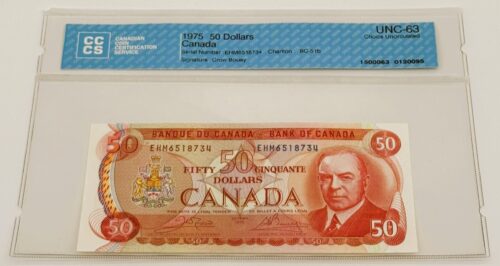 CCCS
CANADIAN
COIN
CERTIFICATION
SERVICE
1975 50 Dollars
Canada
Serial Number EHM6518734 Charlton BC-51b
Signature Crow Bouey
UNC-63
Choice Uncirculated
BANQUE DU CANADA - BANK OF CANADA
50
EHM6518734
50
EHM6518734
50
FIFTY CINQUANTE
DOLLARS
CANADA
50
50